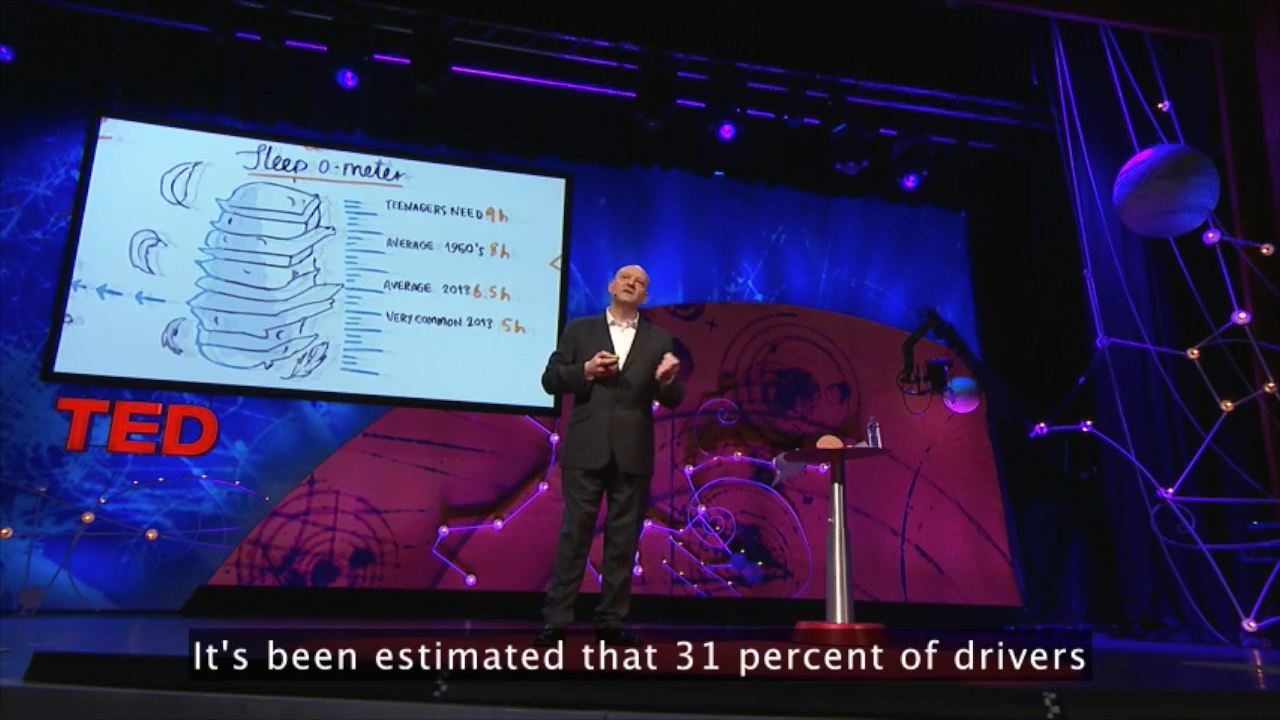 Sleep-o-meter
TEENAGERS NEED 9h
AVERAGE 1950's 8h
AVERAGE 2013 6.5h
VERY COMMON 2013 5h
TED
It's been estimated that 31 percent of drivers